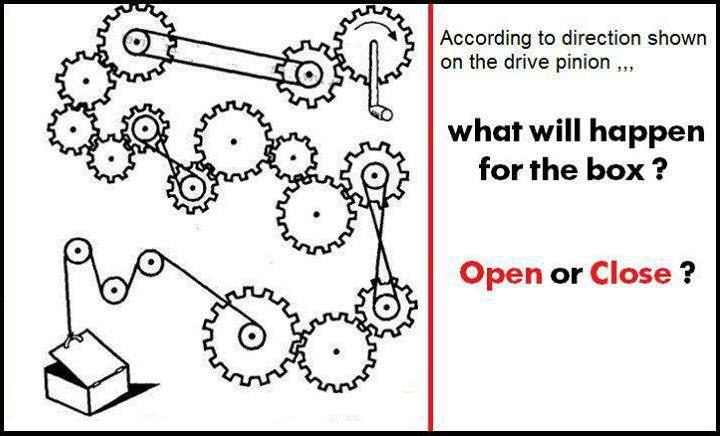 According to direction shown
on the drive pinion ,,,
what will happen
for the box ?
Open or Close ?